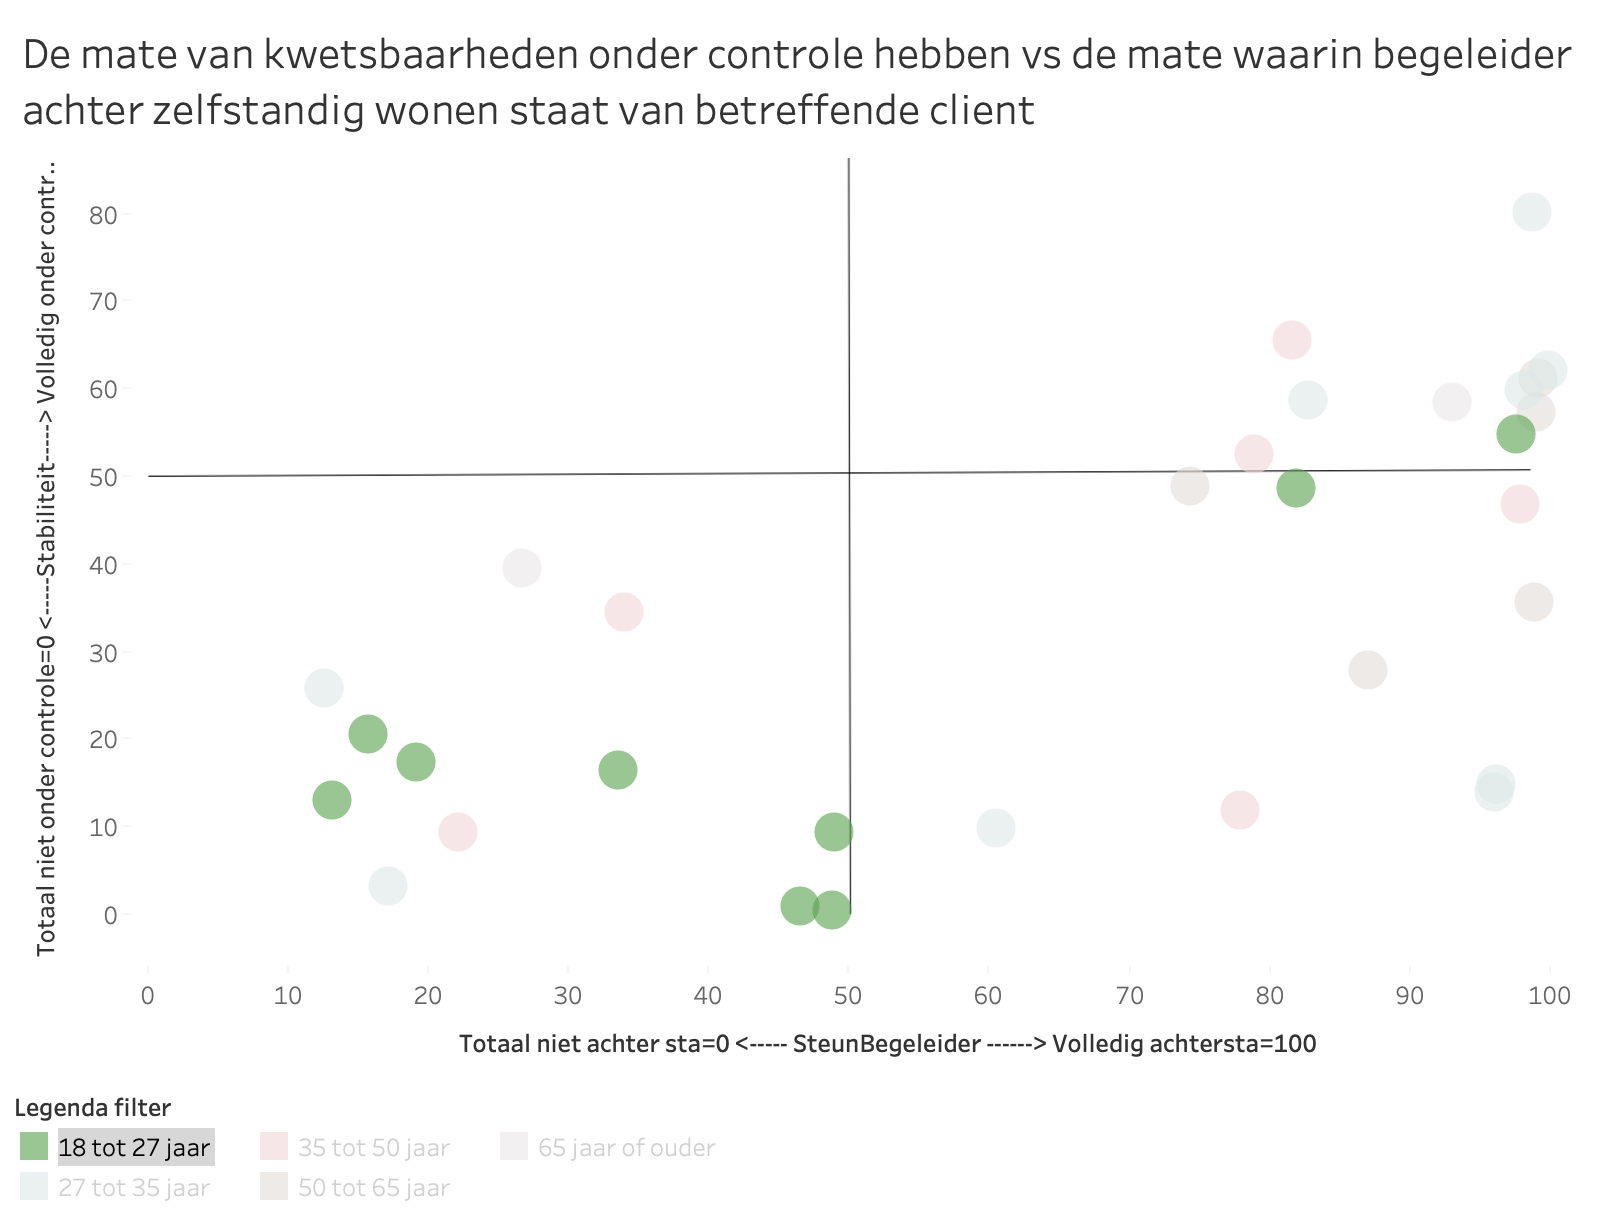 De mate van kwetsbaarheden onder controle hebben vs de mate waarin begeleider
achter zelfstandig wonen staat van betreffende client
Totaal niet onder controle=0 <-----Stabiliteit-----> Volledig onder contr..
80
70
60
50
40
30
20
10
0
0 10 20 30 40 50 60 70 80 90 100
Totaal niet achter sta=0 <----- SteunBegeleider ------> Volledig achtersta=100
Legenda filter
18 tot 27 jaar 35 tot 50 jaar 65 jaar of ouder
27 tot 35 jaar 50 tot 65 jaar